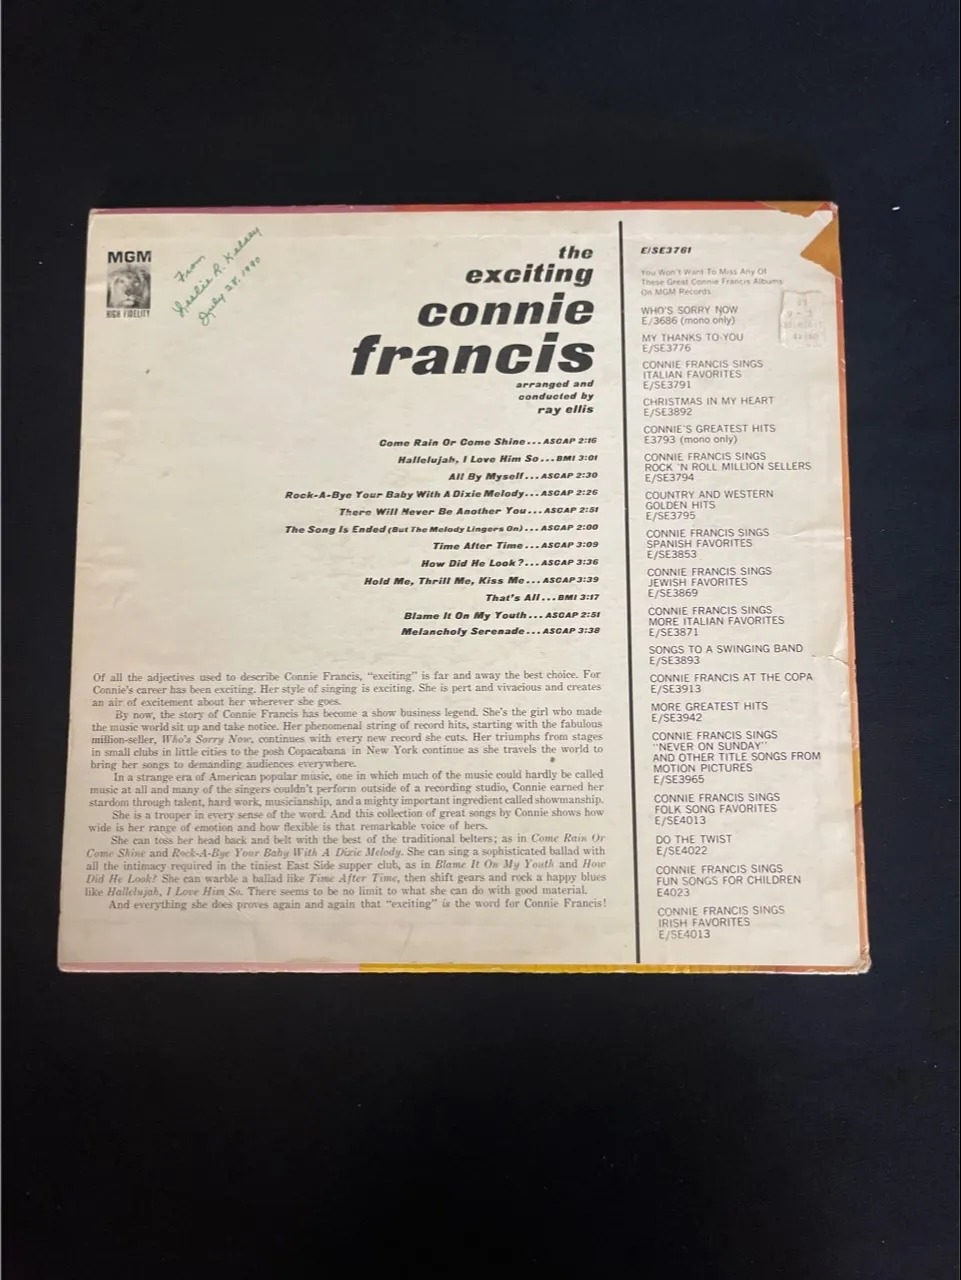 MGM
HIGH FIDELITY
From
Leslie R. Kelsey
July 28, 1990
the
exciting
connie
francis
arranged and
conducted by
ray ellis
Come Rain Or Come Shine...ASCAP 2:16
Hallelujah, I Love Him So...BMI 3:01
All By Myself...ASCAP 2:30
Rock-A-Bye Your Baby With A Dixie Melody...ASCAP 2:26
There Will Never Be Another You...ASCAP 2:51
The Song Is Ended (But The Melody Lingers On)...ASCAP 2:00
Time After Time...ASCAP 3:09
How Did He Look?...ASCAP 3:36
Hold Me, Thrill Me, Kiss Me...ASCAP 3:39
That's All...BMI 3:17
Blame It On My Youth...ASCAP 2:51
Melancholy Serenade...ASCAP 3:38
Of all the adjectives used to describe Connie Francis, "exciting" is far and away the best choice. For
Connie's career has been exciting. Her style of singing is exciting. She is pert and vivacious and creates
an air of excitement about her wherever she goes.
By now, the story of Connie Francis has become a show business legend. She's the girl who made
the music world sit up and take notice. Her phenomenal string of record hits, starting with the fabulous
million-seller, Who's Sorry Now, continues with every new record she cuts. Her triumphs from stages
in small clubs in little cities to the posh Copacabana in New York continue as she travels the world to
bring her songs to demanding audiences everywhere.
In a strange era of American popular music, one in which much of the music could hardly be called
music at all and many of the singers couldn't perform outside of a recording studio, Connie earned her
stardom through talent, hard work, musicianship, and a mighty important ingredient called showmanship.
She is a trouper in every sense of the word. And this collection of great songs by Connie shows how
wide is her range of emotion and how flexible is that remarkable voice of hers.
She can toss her head back and belt with the best of the traditional belters; as in Come Rain Or
Come Shine and Rock-A-Bye Your Baby With A Dixie Melody. She can sing a sophisticated ballad with
all the intimacy required in the tiniest East Side supper club, as in Blame It On My Youth and How
Did He Look? She can warble a ballad like Time After Time, then shift gears and rock a happy blues
like Hallelujah, I Love Him So. There seems to be no limit to what she can do with good material.
And everything she does proves again and again that "exciting" is the word for Connie Francis!
E/SE3761
You Won't Want To Miss Any Of
These Great Connie Francis Albums
On MGM Records
WHO'S SORRY NOW
E/3686 (mono only)
MY THANKS TO YOU
E/SE3776
CONNIE FRANCIS SINGS
ITALIAN FAVORITES
E/SE3791
CHRISTMAS IN MY HEART
E/SE3892
CONNIE'S GREATEST HITS
E3793 (mono only)
CONNIE FRANCIS SINGS
ROCK 'N ROLL MILLION SELLERS
E/SE3794
COUNTRY AND WESTERN
GOLDEN HITS
E/SE3795
CONNIE FRANCIS SINGS
SPANISH FAVORITES
E/SE3853
CONNIE FRANCIS SINGS
JEWISH FAVORITES
E/SE3869
CONNIE FRANCIS SINGS
MORE ITALIAN FAVORITES
E/SE3871
SONGS TO A SWINGING BAND
E/SE3893
CONNIE FRANCIS AT THE COPA
E/SE3913
MORE GREATEST HITS
E/SE3942
CONNIE FRANCIS SINGS
"NEVER ON SUNDAY"
AND OTHER TITLE SONGS FROM
MOTION PICTURES
E/SE3965
CONNIE FRANCIS SINGS
FOLK SONG FAVORITES
E/SE4013
DO THE TWIST
E/SE4022
CONNIE FRANCIS SINGS
FUN SONGS FOR CHILDREN
E4023
CONNIE FRANCIS SINGS
IRISH FAVORITES
E/SE4013